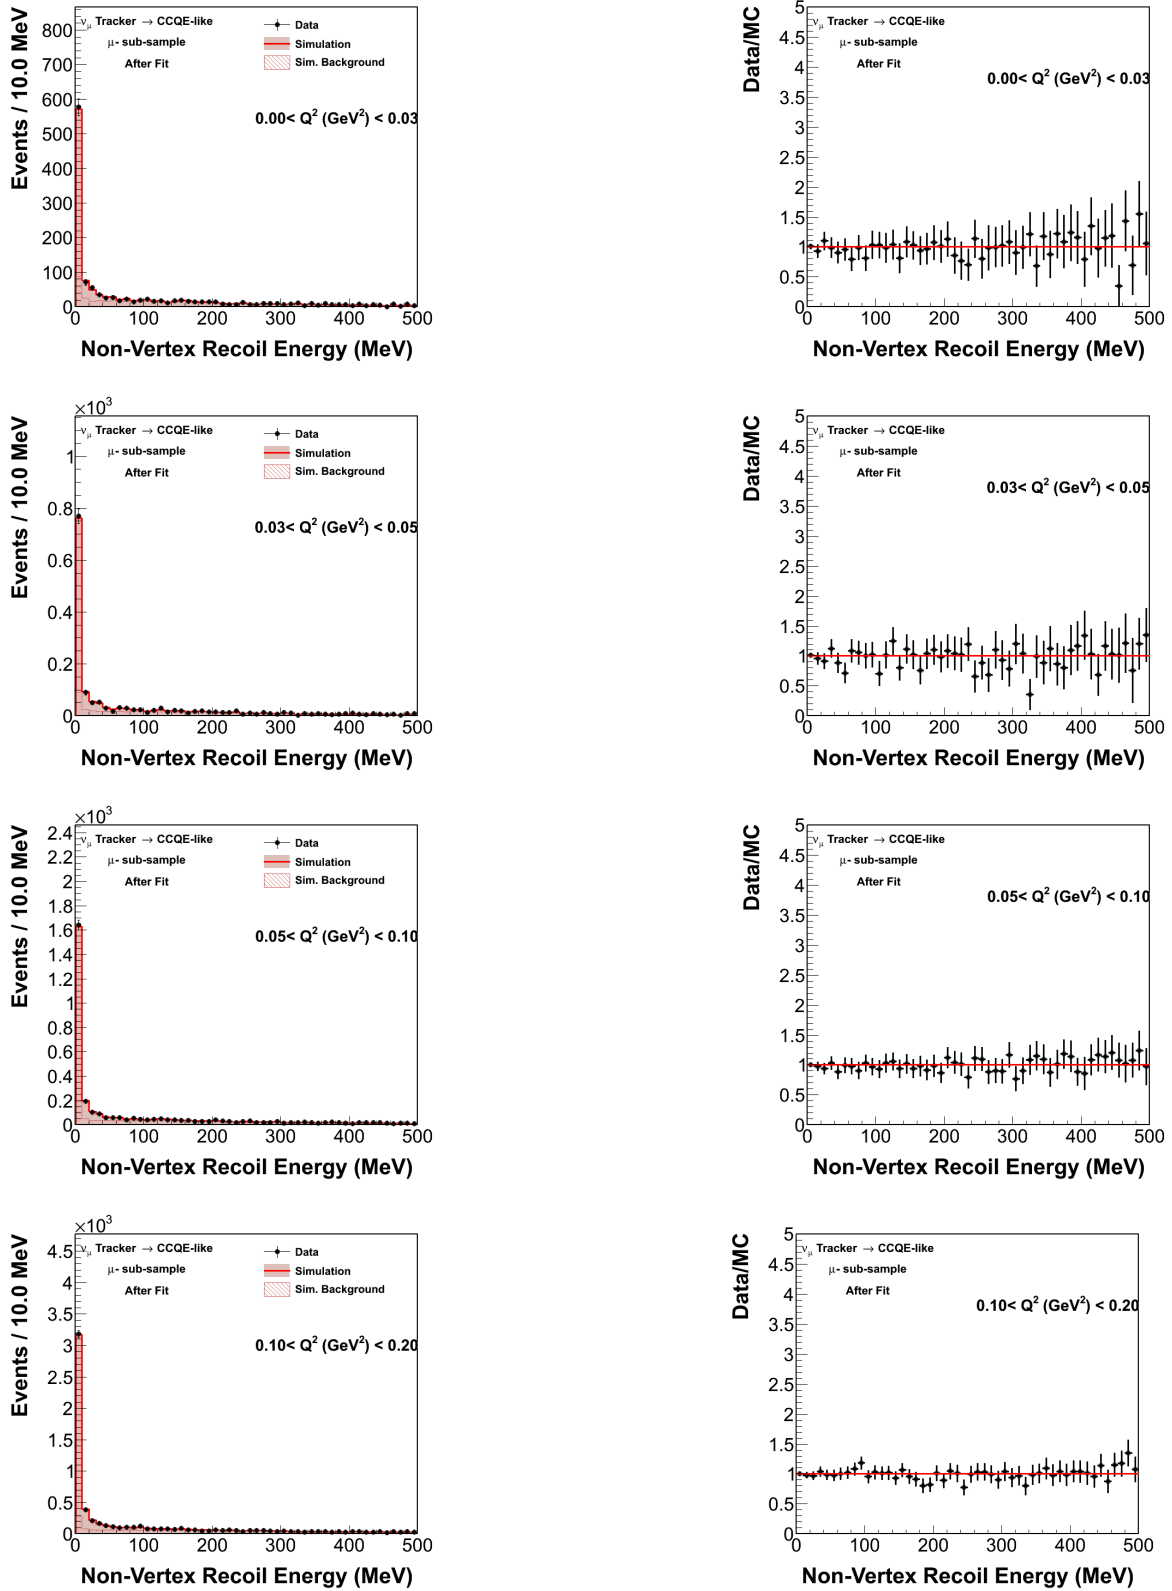 ν_μ Tracker → CCQE-like
μ- sub-sample
After Fit
Data
Simulation
Sim. Background
0.00< Q² (GeV²) < 0.03
Events / 10.0 MeV
800
700
600
500
400
300
200
100
0
0 100 200 300 400 500
Non-Vertex Recoil Energy (MeV)
ν_μ Tracker → CCQE-like
μ- sub-sample
After Fit
0.00< Q² (GeV²) < 0.03
Data/MC
5
4.5
4
3.5
3
2.5
2
1.5
1
0.5
0
0 100 200 300 400 500
Non-Vertex Recoil Energy (MeV)
×10³
ν_μ Tracker → CCQE-like
μ- sub-sample
After Fit
Data
Simulation
Sim. Background
0.03< Q² (GeV²) < 0.05
Events / 10.0 MeV
1
0.8
0.6
0.4
0.2
0
0 100 200 300 400 500
Non-Vertex Recoil Energy (MeV)
ν_μ Tracker → CCQE-like
μ- sub-sample
After Fit
0.03< Q² (GeV²) < 0.05
Data/MC
5
4.5
4
3.5
3
2.5
2
1.5
1
0.5
0
0 100 200 300 400 500
Non-Vertex Recoil Energy (MeV)
×10³
ν_μ Tracker → CCQE-like
μ- sub-sample
After Fit
Data
Simulation
Sim. Background
0.05< Q² (GeV²) < 0.10
Events / 10.0 MeV
2.4
2.2
2
1.8
1.6
1.4
1.2
1
0.8
0.6
0.4
0.2
0
0 100 200 300 400 500
Non-Vertex Recoil Energy (MeV)
ν_μ Tracker → CCQE-like
μ- sub-sample
After Fit
0.05< Q² (GeV²) < 0.10
Data/MC
5
4.5
4
3.5
3
2.5
2
1.5
1
0.5
0
0 100 200 300 400 500
Non-Vertex Recoil Energy (MeV)
×10³
ν_μ Tracker → CCQE-like
μ- sub-sample
After Fit
Data
Simulation
Sim. Background
0.10< Q² (GeV²) < 0.20
Events / 10.0 MeV
4.5
4
3.5
3
2.5
2
1.5
1
0.5
0
0 100 200 300 400 500
Non-Vertex Recoil Energy (MeV)
ν_μ Tracker → CCQE-like
μ- sub-sample
After Fit
0.10< Q² (GeV²) < 0.20
Data/MC
5
4.5
4
3.5
3
2.5
2
1.5
1
0.5
0
0 100 200 300 400 500
Non-Vertex Recoil Energy (MeV)